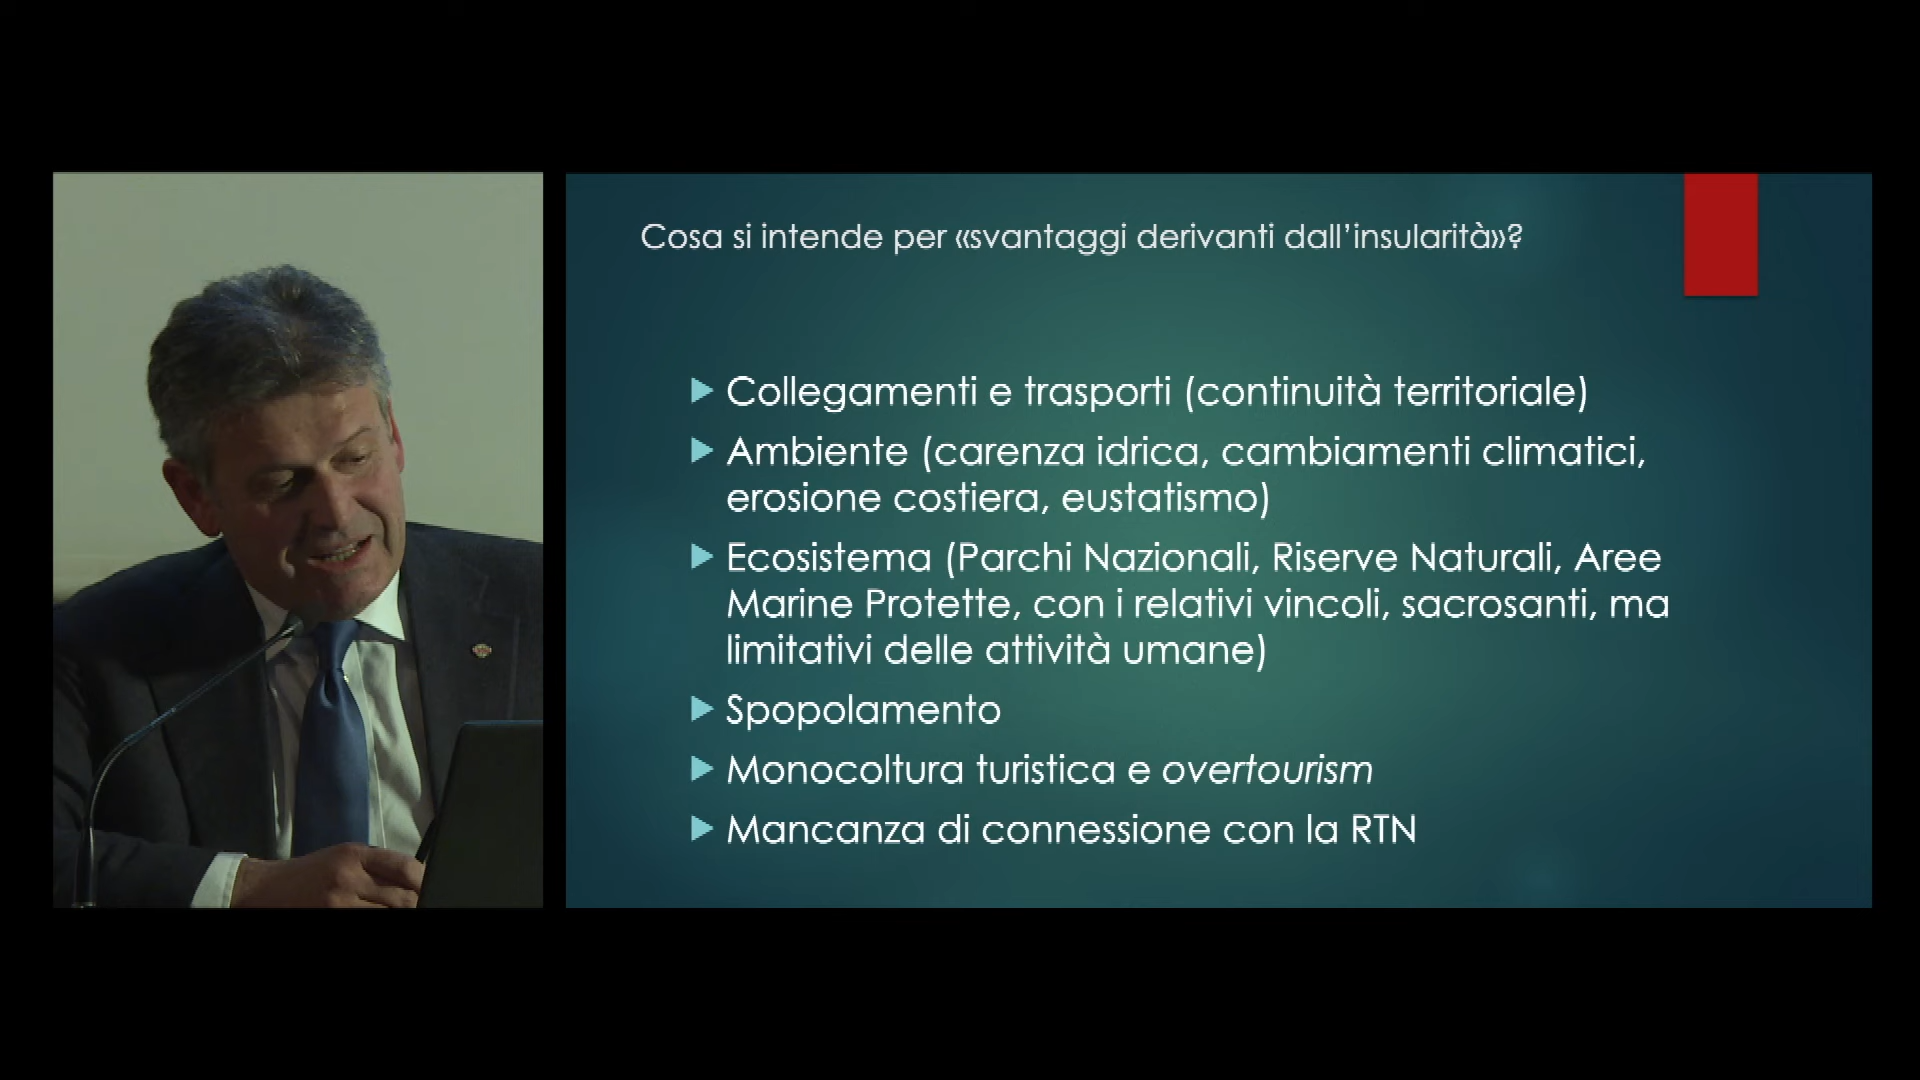 Cosa si intende per «svantaggi derivanti dall’insularità»?
Collegamenti e trasporti (continuità territoriale)
Ambiente (carenza idrica, cambiamenti climatici,
erosione costiera, eustatismo)
Ecosistema (Parchi Nazionali, Riserve Naturali, Aree
Marine Protette, con i relativi vincoli, sacrosanti, ma
limitativi delle attività umane)
Spopolamento
Monocoltura turistica e overtourism
Mancanza di connessione con la RTN